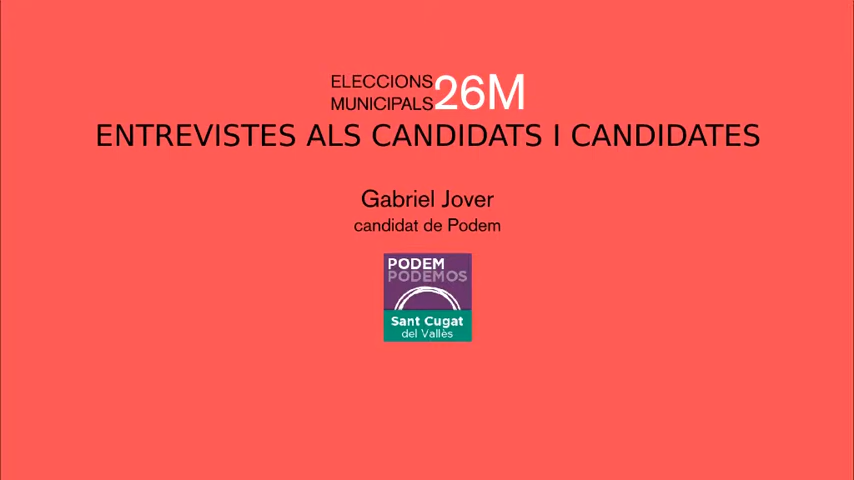 ELECCIONS
MUNICIPALS 26M
ENTREVISTES ALS CANDIDATS I CANDIDATES
Gabriel Jover
candidat de Podem
PODEM
PODEMOS
Sant Cugat
del Vallès